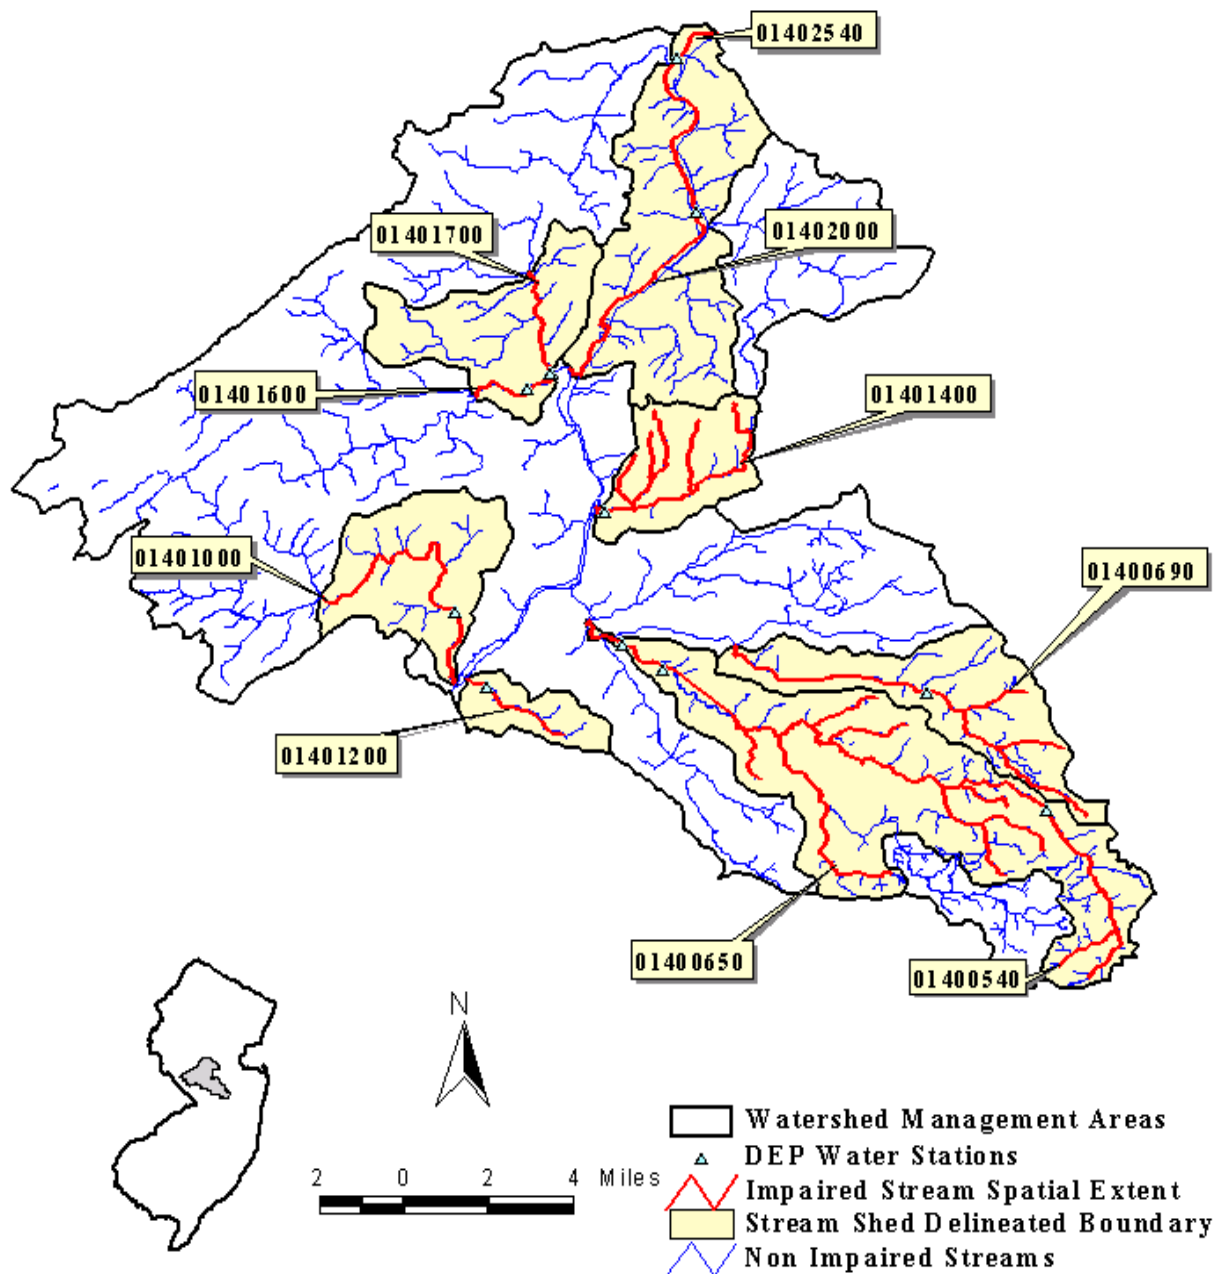 01402540
01401700
01402000
01401600
01401400
01401000
01400690
01401200
01400650
01400540
N
2 0 2 4 Miles
Watershed Management Areas
DEP Water Stations
Impaired Stream Spatial Extent
Stream Shed Delineated Boundary
Non Impaired Streams